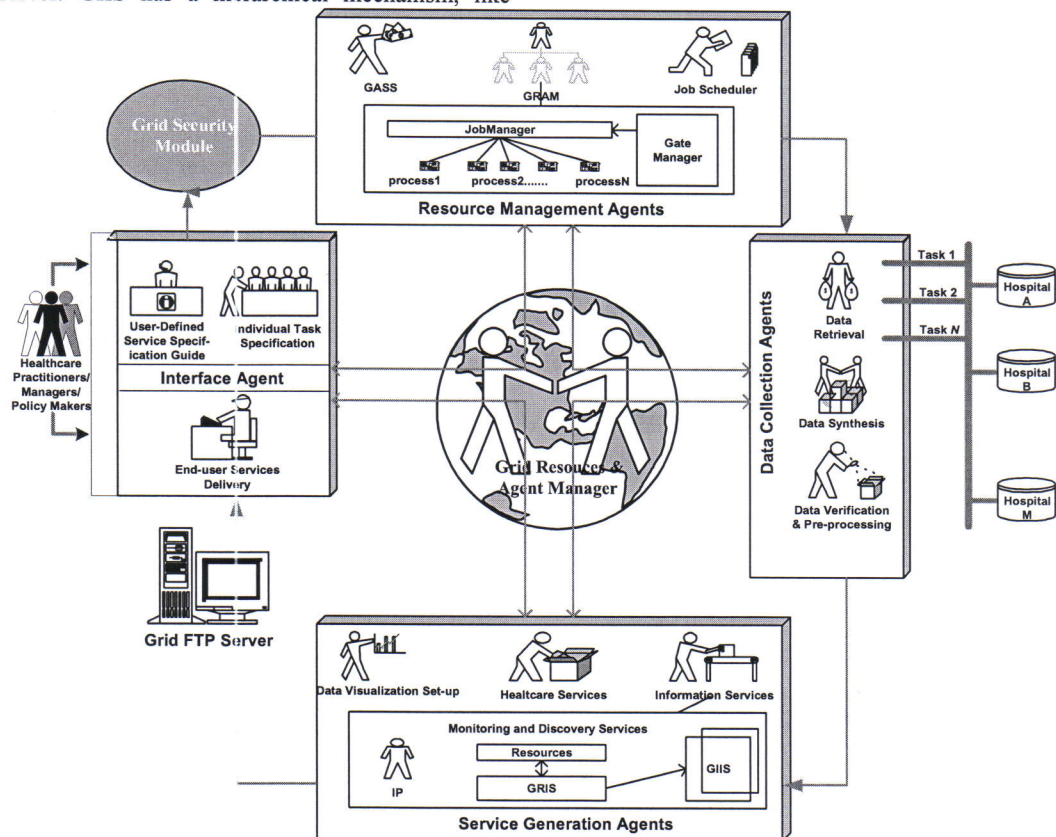 has a
mechanism, like
GASS
GRAM
Job Scheduler
JobManager
Gate
Manager
process1
process2.......
processN
Resource Management Agents
Grid Security
Module
User-Defined
Service Specif-
ication Guide
Individual Task
Specification
Interface Agent
End-user Services
Delivery
Healthcare
Practitioners/
Managers/
Policy Makers
Grid Resouces &
Agent Manager
Data Collection Agents
Data
Retrieval
Data Synthesis
Data Verification
& Pre-processing
Task 1
Task 2
Task N
Hospital
A
Hospital
B
Hospital
M
Grid FTP Server
Data Visualization Set-up
Healtcare Services
Information Services
Monitoring and Discovery Services
Resources
IP
GRIS
GIIS
Service Generation Agents